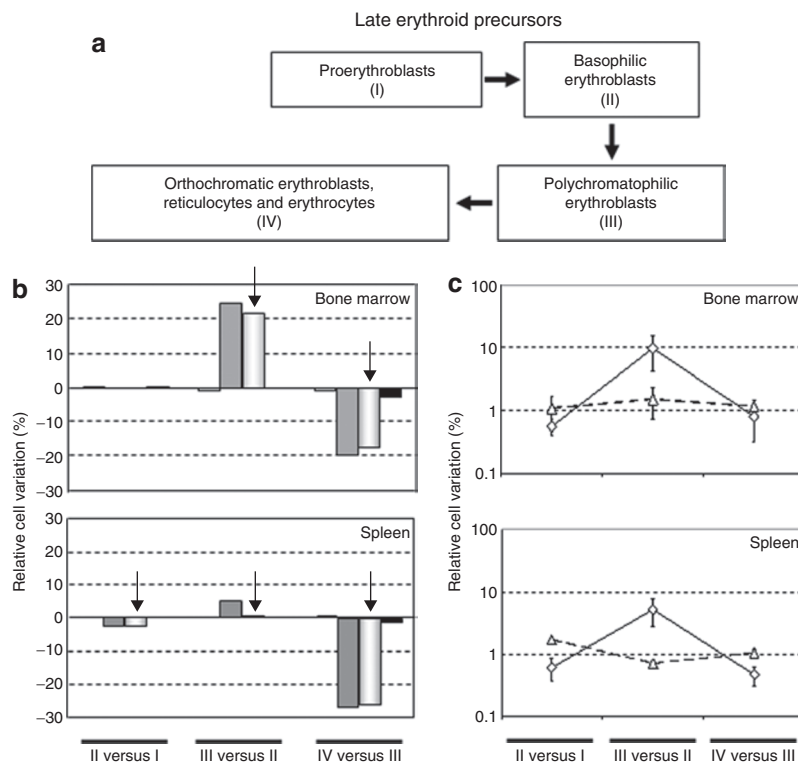 Late erythroid precursors
a
Proerythroblasts
(I)
Basophilic
erythroblasts
(II)
Orthochromatic erythroblasts,
reticulocytes and erythrocytes
(IV)
Polychromatophilic
erythroblasts
(III)
b
Relative cell variation (%)
30
20
10
0
−10
−20
−30
Bone marrow
30
20
10
0
−10
−20
−30
Spleen
II versus I
III versus II
IV versus III
c
Relative cell variation (%)
100
10
1
0.1
Bone marrow
100
10
1
0.1
Spleen
II versus I
III versus II
IV versus III